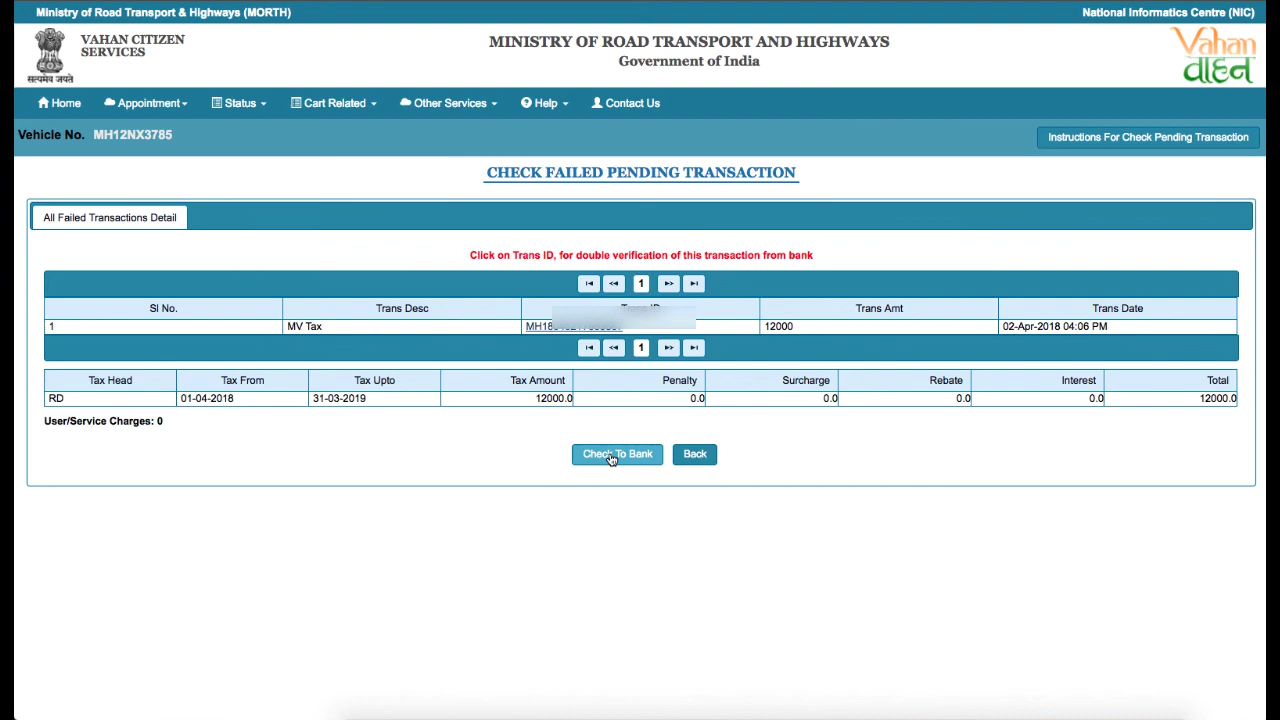 Ministry of Road Transport & Highways (MORTH) National Informatics Centre (NIC)
सत्यमेव जयते
VAHAN CITIZEN
SERVICES
MINISTRY OF ROAD TRANSPORT AND HIGHWAYS
Government of India
Vahan
वाहन
Home Appointment Status Cart Related Other Services Help Contact Us
Vehicle No. MH12NX3785 Instructions For Check Pending Transaction
CHECK FAILED PENDING TRANSACTION
All Failed Transactions Detail
Click on Trans ID, for double verification of this transaction from bank
1
Sl No. Trans Desc Trans ID Trans Amt Trans Date
1 MV Tax 12000 02-Apr-2018 04:06 PM
1
Tax Head Tax From Tax Upto Tax Amount Penalty Surcharge Rebate Interest Total
RD 01-04-2018 31-03-2019 12000.0 0.0 0.0 0.0 0.0 12000.0
User/Service Charges: 0
Check To Bank Back